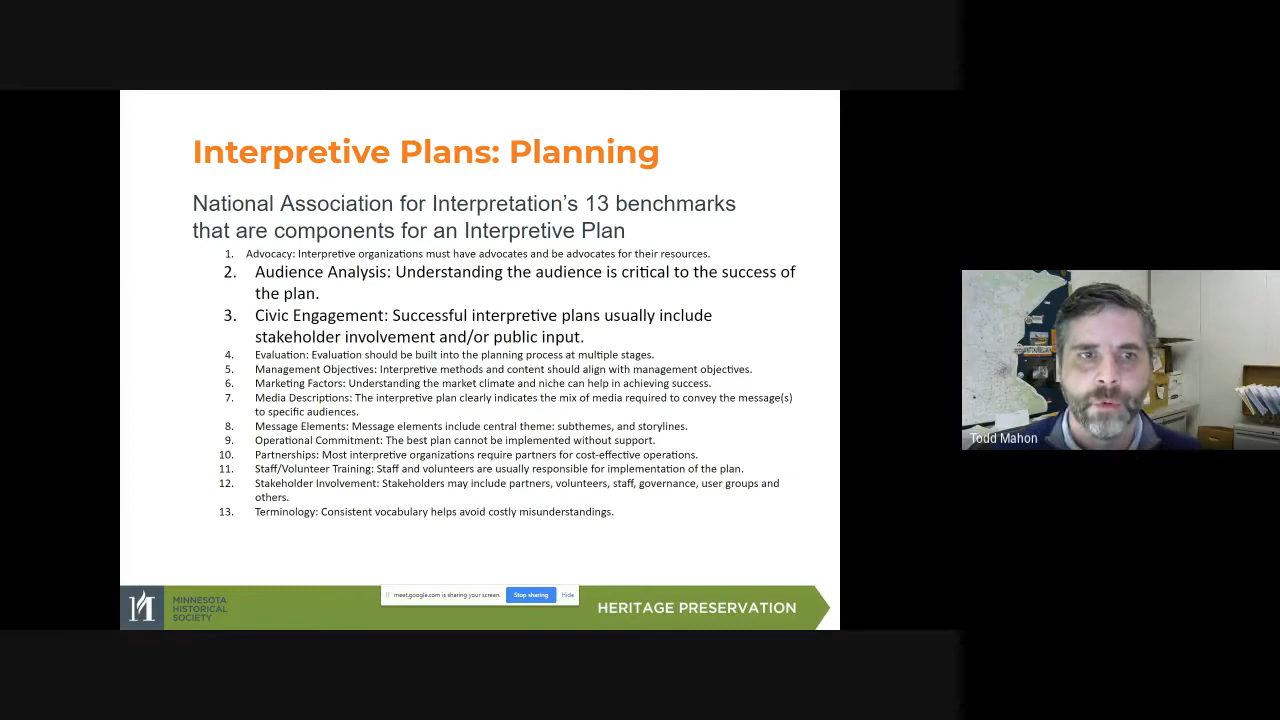 Interpretive Plans: Planning
National Association for Interpretation's 13 benchmarks
that are components for an Interpretive Plan
1. Advocacy: Interpretive organizations must have advocates and be advocates for their resources.
2. Audience Analysis: Understanding the audience is critical to the success of
the plan.
3. Civic Engagement: Successful interpretive plans usually include
stakeholder involvement and/or public input.
4. Evaluation: Evaluation should be built into the planning process at multiple stages.
5. Management Objectives: Interpretive methods and content should align with management objectives.
6. Marketing Factors: Understanding the market climate and niche can help in achieving success.
7. Media Descriptions: The interpretive plan clearly indicates the mix of media required to convey the message(s)
to specific audiences.
8. Message Elements: Message elements include central theme: subthemes, and storylines.
9. Operational Commitment: The best plan cannot be implemented without support.
10. Partnerships: Most interpretive organizations require partners for cost-effective operations.
11. Staff/Volunteer Training: Staff and volunteers are usually responsible for implementation of the plan.
12. Stakeholder Involvement: Stakeholders may include partners, volunteers, staff, governance, user groups and
others.
13. Terminology: Consistent vocabulary helps avoid costly misunderstandings.
MINNESOTA
HISTORICAL
SOCIETY
meet.google.com is sharing your screen.
Stop sharing
Hide
HERITAGE PRESERVATION
Todd Mahon